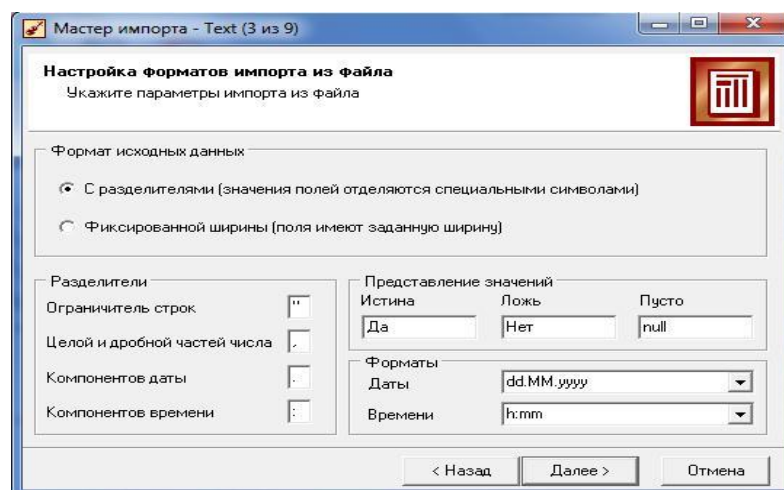 Мастер импорта - Text (3 из 9)
Настройка форматов импорта из файла
Укажите параметры импорта из файла
Формат исходных данных
С разделителями (значения полей отделяются специальными символами)
Фиксированной ширины (поля имеют заданную ширину)
Разделители
Ограничитель строк "
Целой и дробной частей числа ,
Компонентов даты .
Компонентов времени :
Представление значений
Истина Ложь Пусто
Да Нет null
Форматы
Даты dd.MM.yyyy
Времени h:mm
< Назад Далее > Отмена